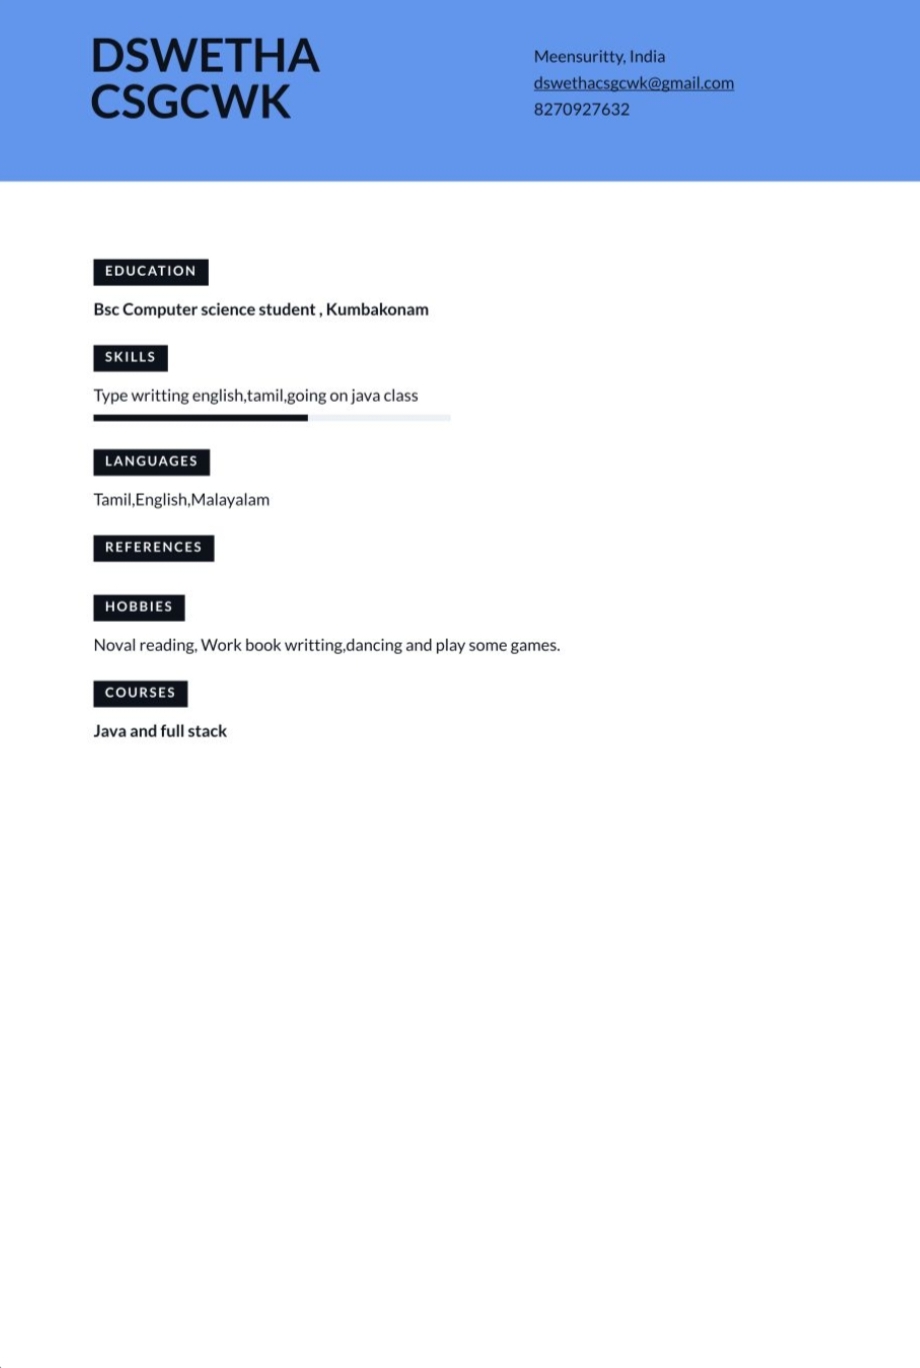 DSWETHA
CSGCWK
Meensuritty, India
dswethacsgcwk@gmail.com
8270927632
EDUCATION
Bsc Computer science student , Kumbakonam
SKILLS
Type writting english,tamil,going on java class
LANGUAGES
Tamil,English,Malayalam
REFERENCES
HOBBIES
Noval reading, Work book writting,dancing and play some games.
COURSES
Java and full stack